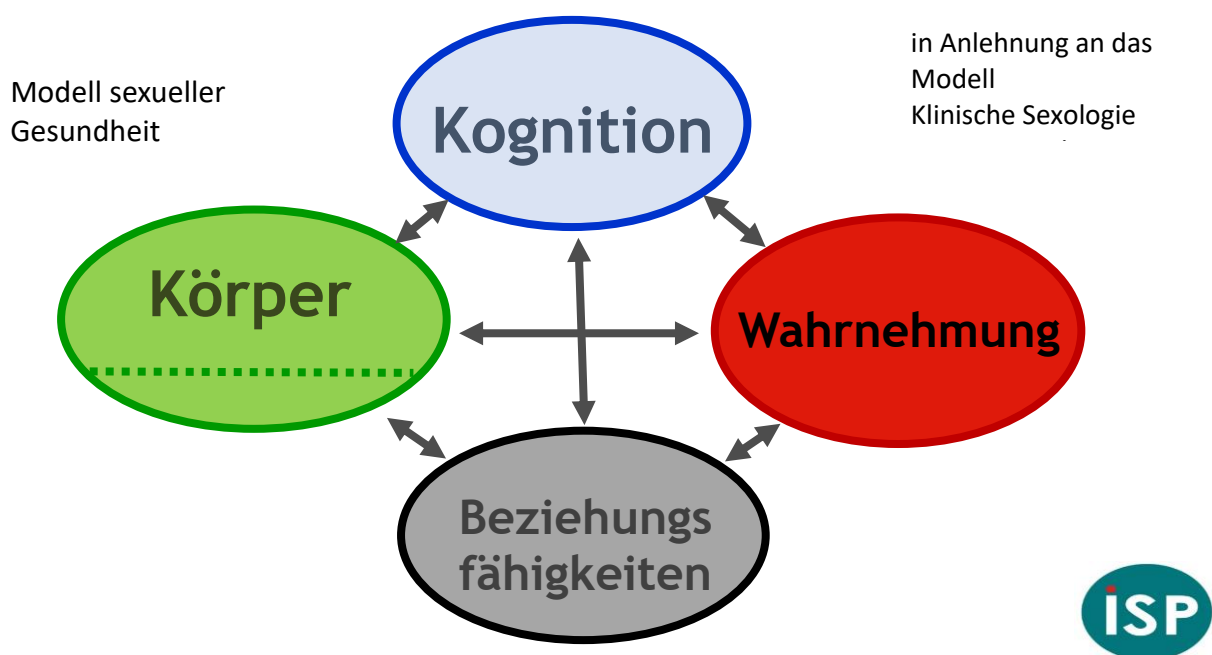 Modell sexueller
Gesundheit
in Anlehnung an das
Modell
Klinische Sexologie
Kognition
Körper
Wahrnehmung
Beziehungs
fähigkeiten
iSP